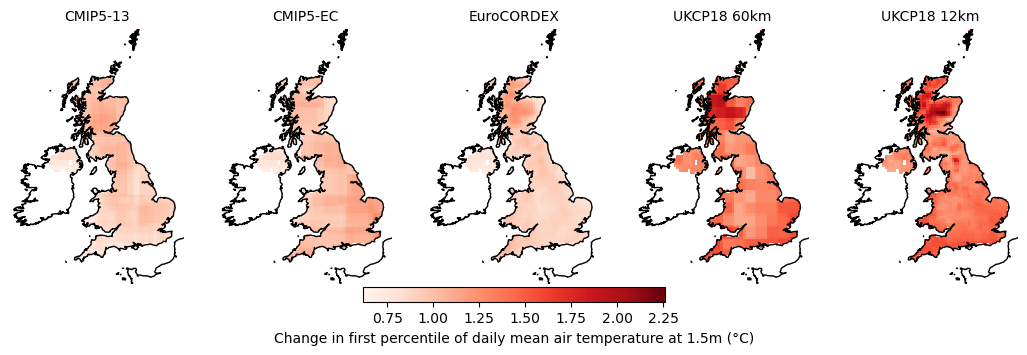 CMIP5-13
CMIP5-EC
EuroCORDEX
UKCP18 60km
UKCP18 12km
0.75 1.00 1.25 1.50 1.75 2.00 2.25
Change in first percentile of daily mean air temperature at 1.5m (°C)